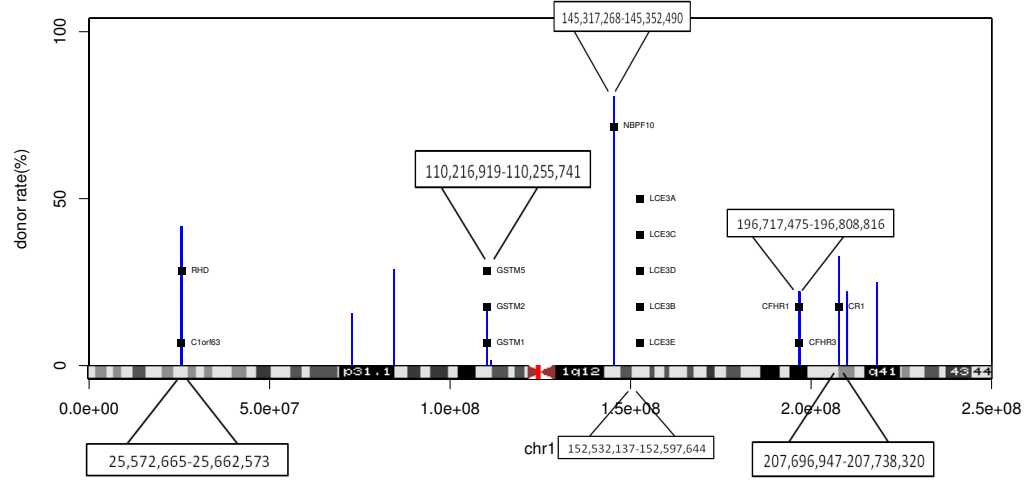 145,317,268-145,352,490
100
NBPF10
110,216,919-110,255,741
50
LCE3A
donor rate(%)
196,717,475-196,808,816
LCE3C
RHD
GSTM5
LCE3D
GSTM2
LCE3B
CFHR1
CR1
C1orf63
GSTM1
LCE3E
CFHR3
0
p31.1
1q12
q41
43
44
0.0e+00
5.0e+07
1.0e+08
1.5e+08
2.0e+08
2.5e+08
chr1
152,532,137-152,597,644
25,572,665-25,662,573
207,696,947-207,738,320